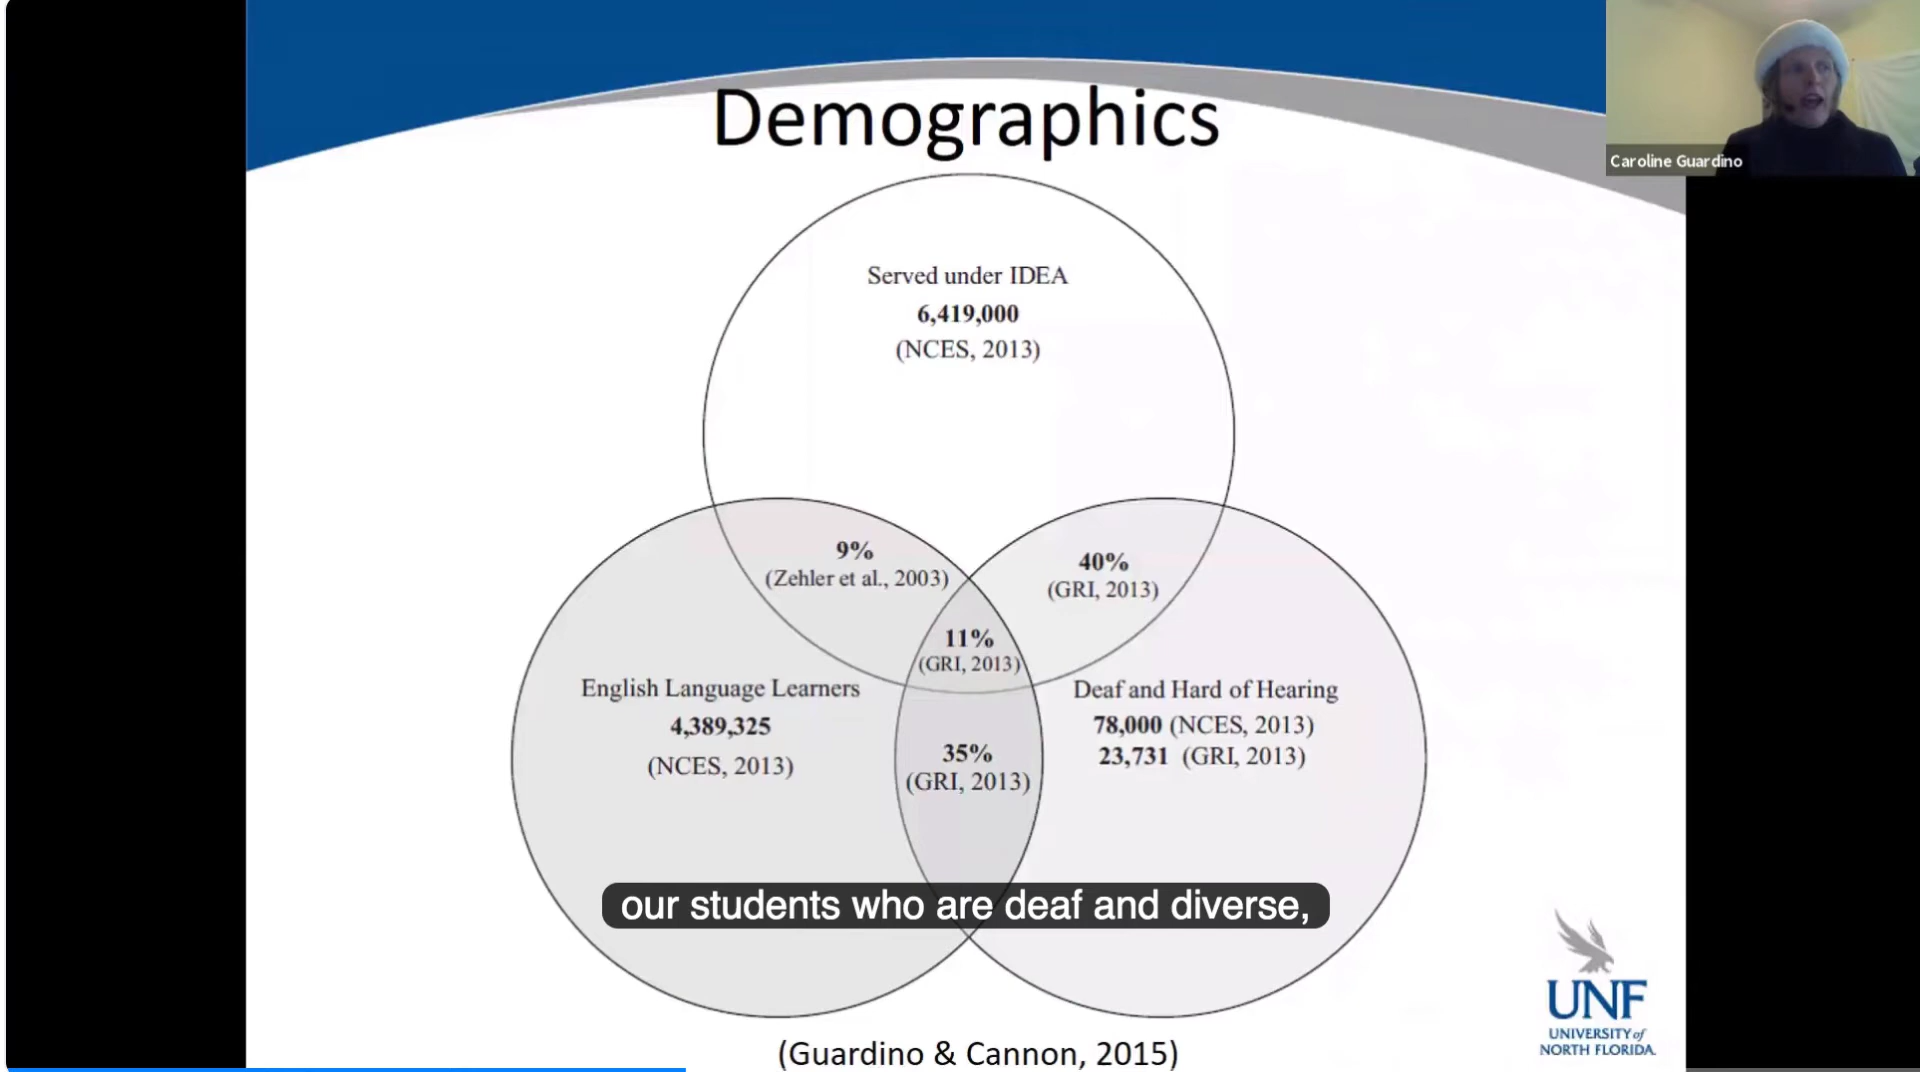 Demographics
Caroline Guardino
Served under IDEA
6,419,000
(NCES, 2013)
9%
(Zehler et al., 2003)
40%
(GRI, 2013)
11%
(GRI, 2013)
English Language Learners
4,389,325
(NCES, 2013)
Deaf and Hard of Hearing
78,000 (NCES, 2013)
23,731 (GRI, 2013)
35%
(GRI, 2013)
our students who are deaf and diverse,
UNF
UNIVERSITY of
NORTH FLORIDA.
(Guardino & Cannon, 2015)